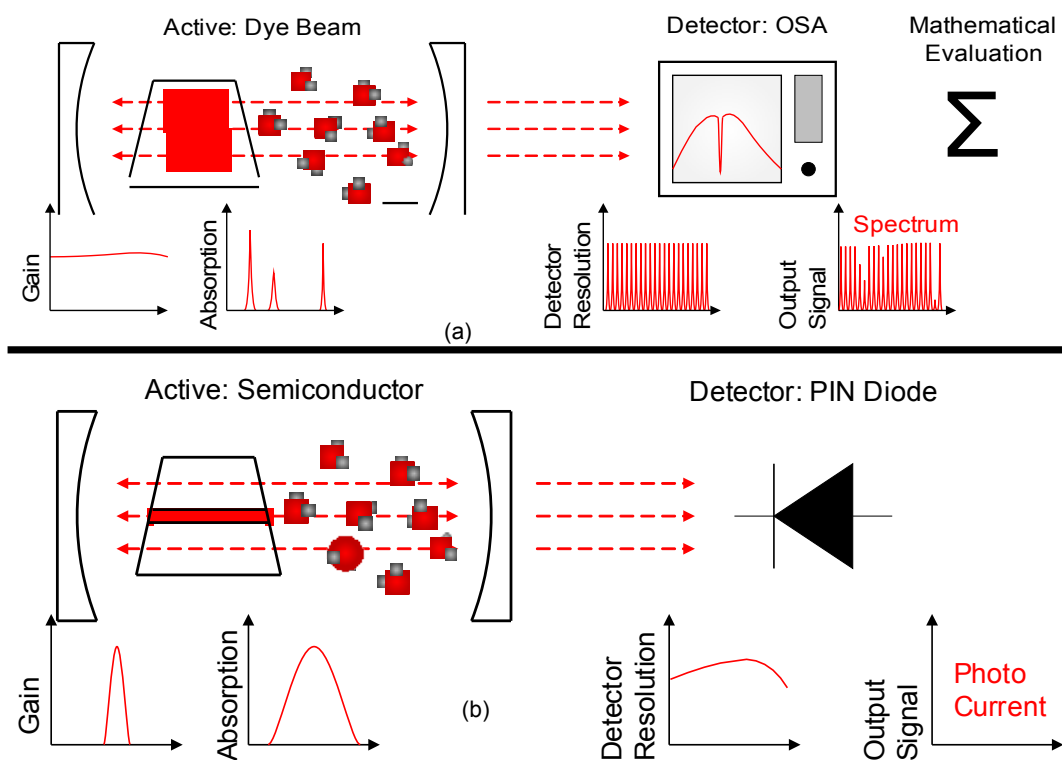 Active: Dye Beam
Detector: OSA
Mathematical
Evaluation
Σ
Gain
Absorption
Detector
Resolution
Output
Signal
Spectrum
(a)
Active: Semiconductor
Detector: PIN Diode
Gain
Absorption
(b)
Detector
Resolution
Output
Signal
Photo
Current